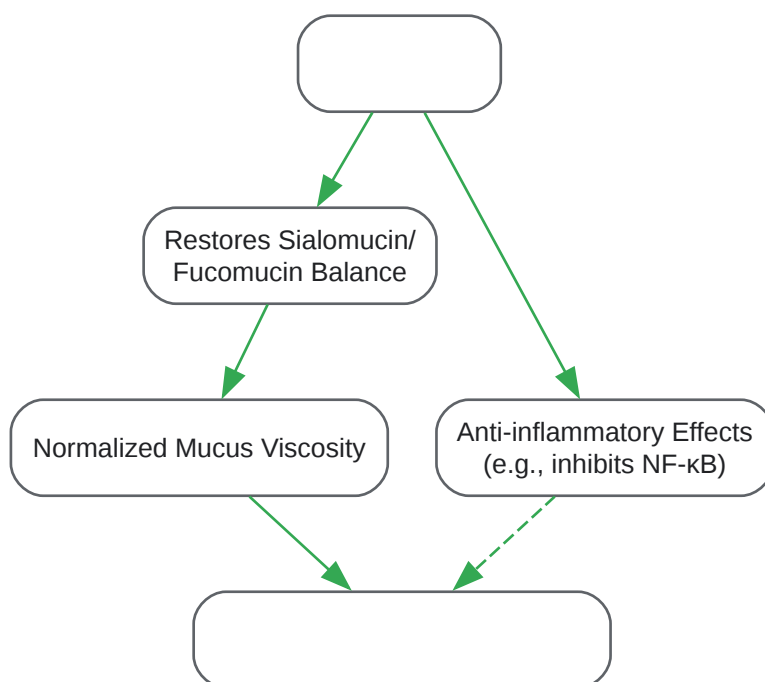 Restores Sialomucin/
Fucomucin Balance
Normalized Mucus Viscosity
Anti-inflammatory Effects
(e.g., inhibits NF-κB)